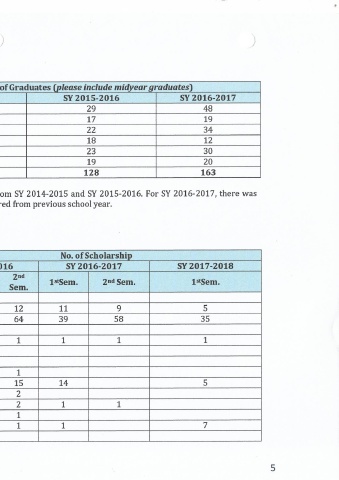 of Graduates (please include midyear graduates)
SY 2015-2016 SY 2016-2017
29 48
17 19
22 34
18 12
23 30
19 20
128 163
om SY 2014-2015 and SY 2015-2016. For SY 2016-2017, there was
red from previous school year.
No. of Scholarship
016 SY 2016-2017 SY 2017-2018
2nd Sem. 1stSem. 2nd Sem. 1stSem.
12 11 9 5
64 39 58 35
1 1 1 1
1
15 14 5
2
2 1 1
1
1 1 7
5